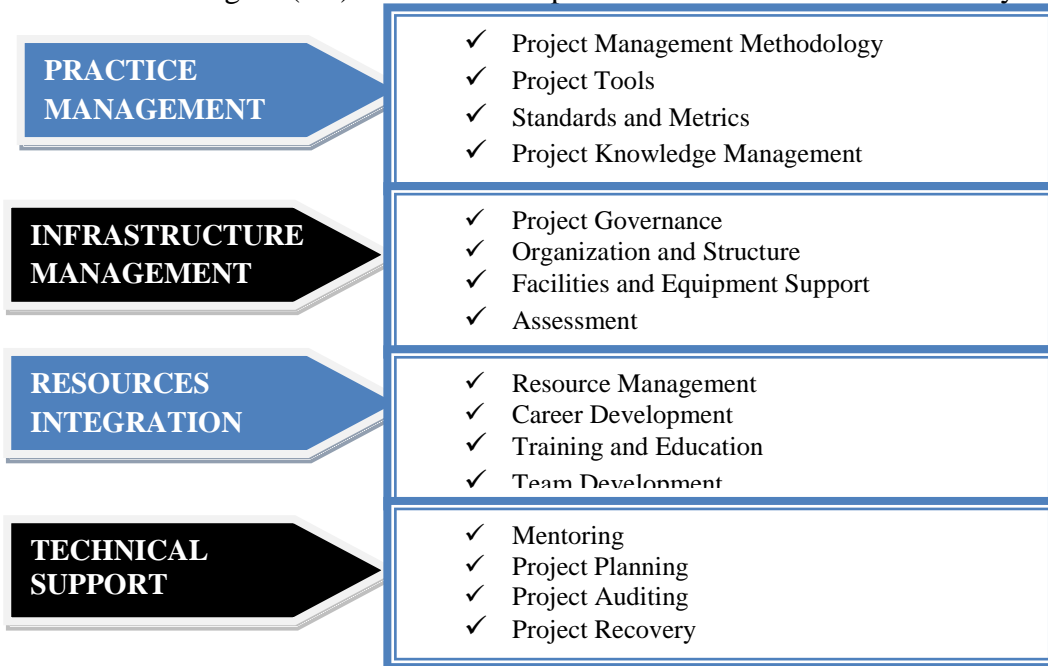 PRACTICE
MANAGEMENT
✓ Project Management Methodology
✓ Project Tools
✓ Standards and Metrics
✓ Project Knowledge Management
INFRASTRUCTURE
MANAGEMENT
✓ Project Governance
✓ Organization and Structure
✓ Facilities and Equipment Support
✓ Assessment
RESOURCES
INTEGRATION
✓ Resource Management
✓ Career Development
✓ Training and Education
✓ Team Development
TECHNICAL
SUPPORT
✓ Mentoring
✓ Project Planning
✓ Project Auditing
✓ Project Recovery